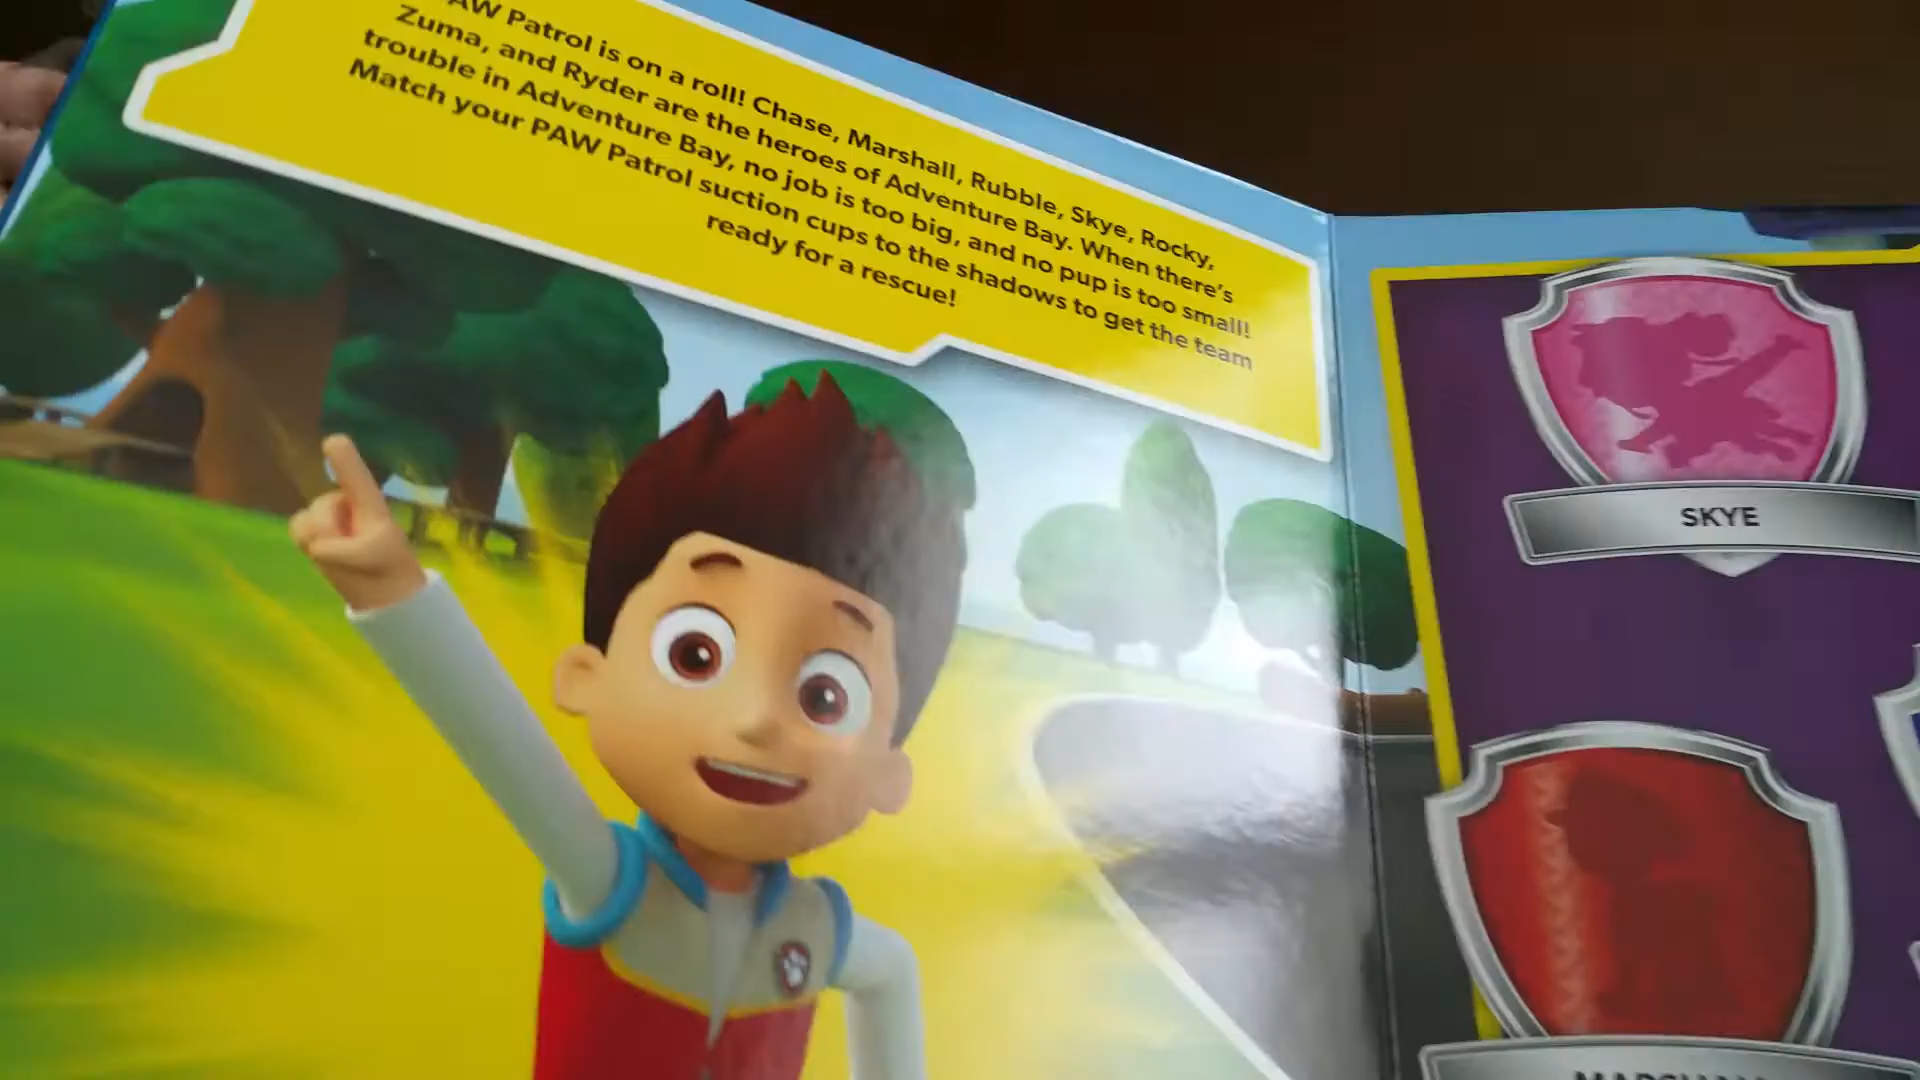 PAW Patrol is on a roll! Chase, Marshall, Rubble, Skye, Rocky,
Zuma, and Ryder are the heroes of Adventure Bay. When there's
trouble in Adventure Bay, no job is too big, and no pup is too small!
Match your PAW Patrol suction cups to the shadows to get the team
ready for a rescue!
SKYE